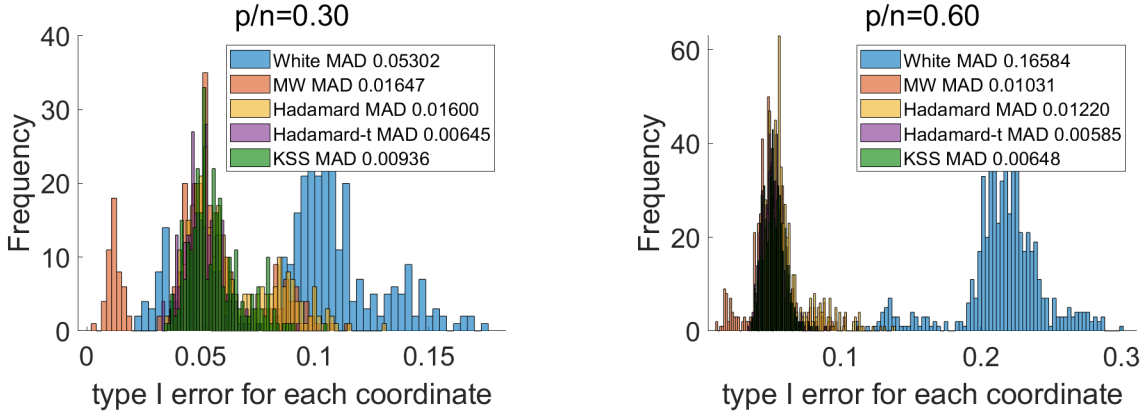 p/n=0.30
40
30
20
10
0
Frequency
White MAD 0.05302
MW MAD 0.01647
Hadamard MAD 0.01600
Hadamard-t MAD 0.00645
KSS MAD 0.00936
0 0.05 0.1 0.15
type I error for each coordinate
p/n=0.60
60
40
20
0
Frequency
White MAD 0.16584
MW MAD 0.01031
Hadamard MAD 0.01220
Hadamard-t MAD 0.00585
KSS MAD 0.00648
0.1 0.2 0.3
type I error for each coordinate